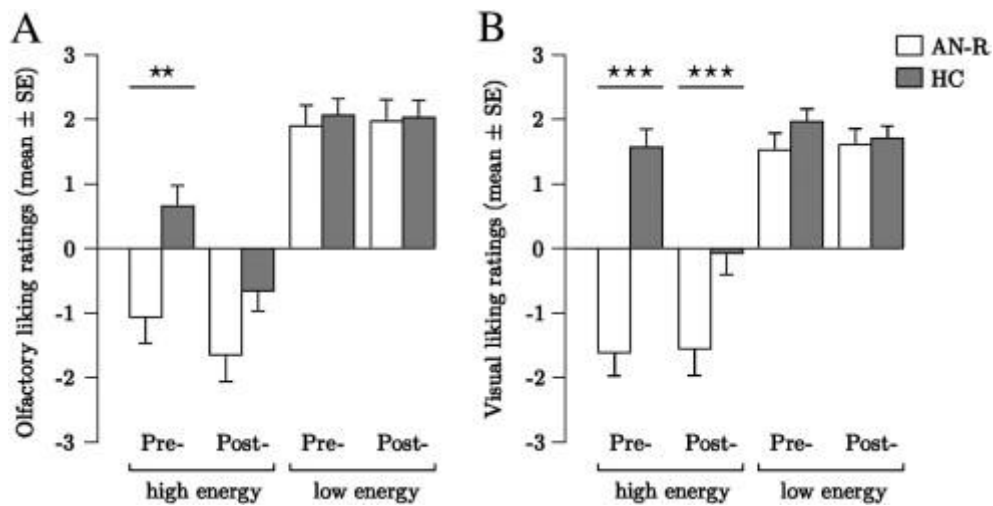 A
Olfactory liking ratings (mean ± SE)
3
2
1
0
-1
-2
-3
★★
Pre-
Post-
Pre-
Post-
high energy
low energy
B
Visual liking ratings (mean ± SE)
3
2
1
0
-1
-2
-3
★★★
★★★
Pre-
Post-
Pre-
Post-
high energy
low energy
AN-R
HC